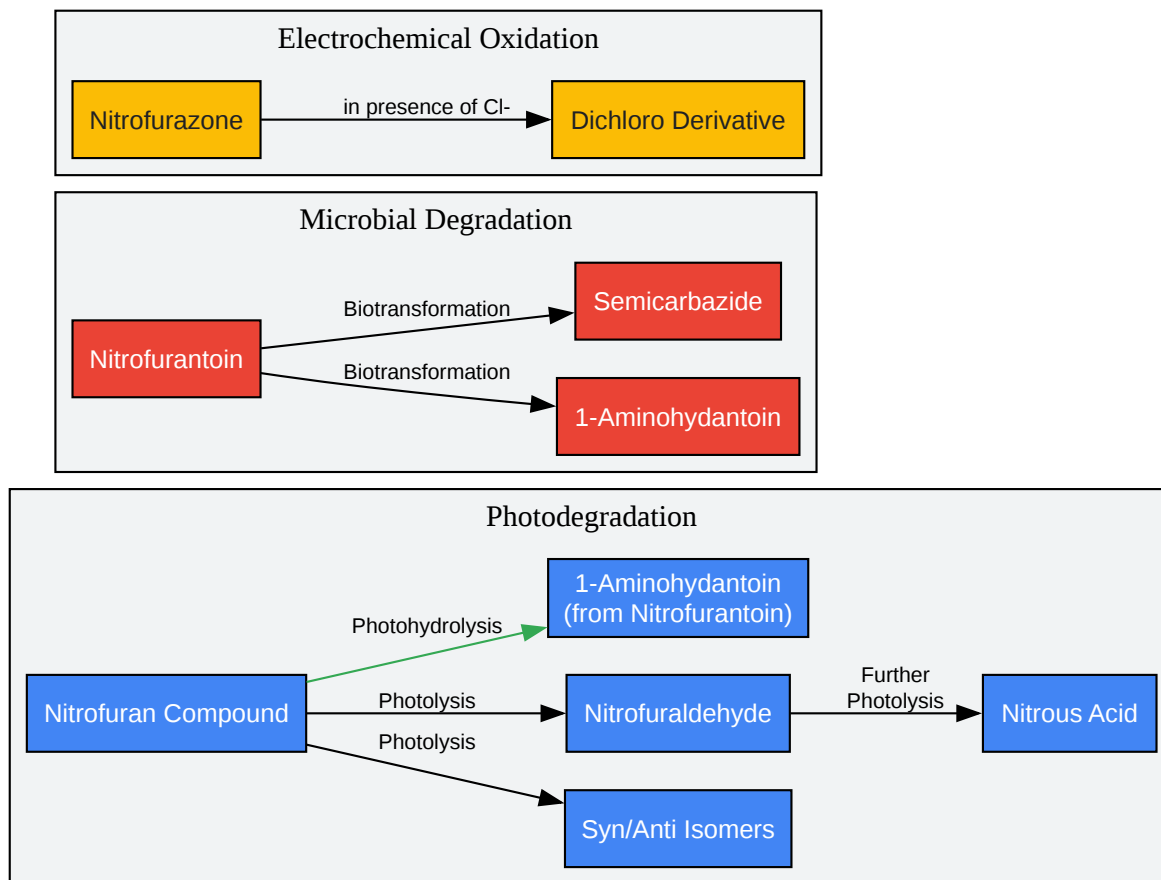 Electrochemical Oxidation
Nitrofurazone
in presence of Cl-
Dichloro Derivative
Microbial Degradation
Nitrofurantoin
Biotransformation
Semicarbazide
Biotransformation
1-Aminohydantoin
Photodegradation
Nitrofuran Compound
Photohydrolysis
1-Aminohydantoin
(from Nitrofurantoin)
Photolysis
Nitrofuraldehyde
Further
Photolysis
Nitrous Acid
Photolysis
Syn/Anti Isomers